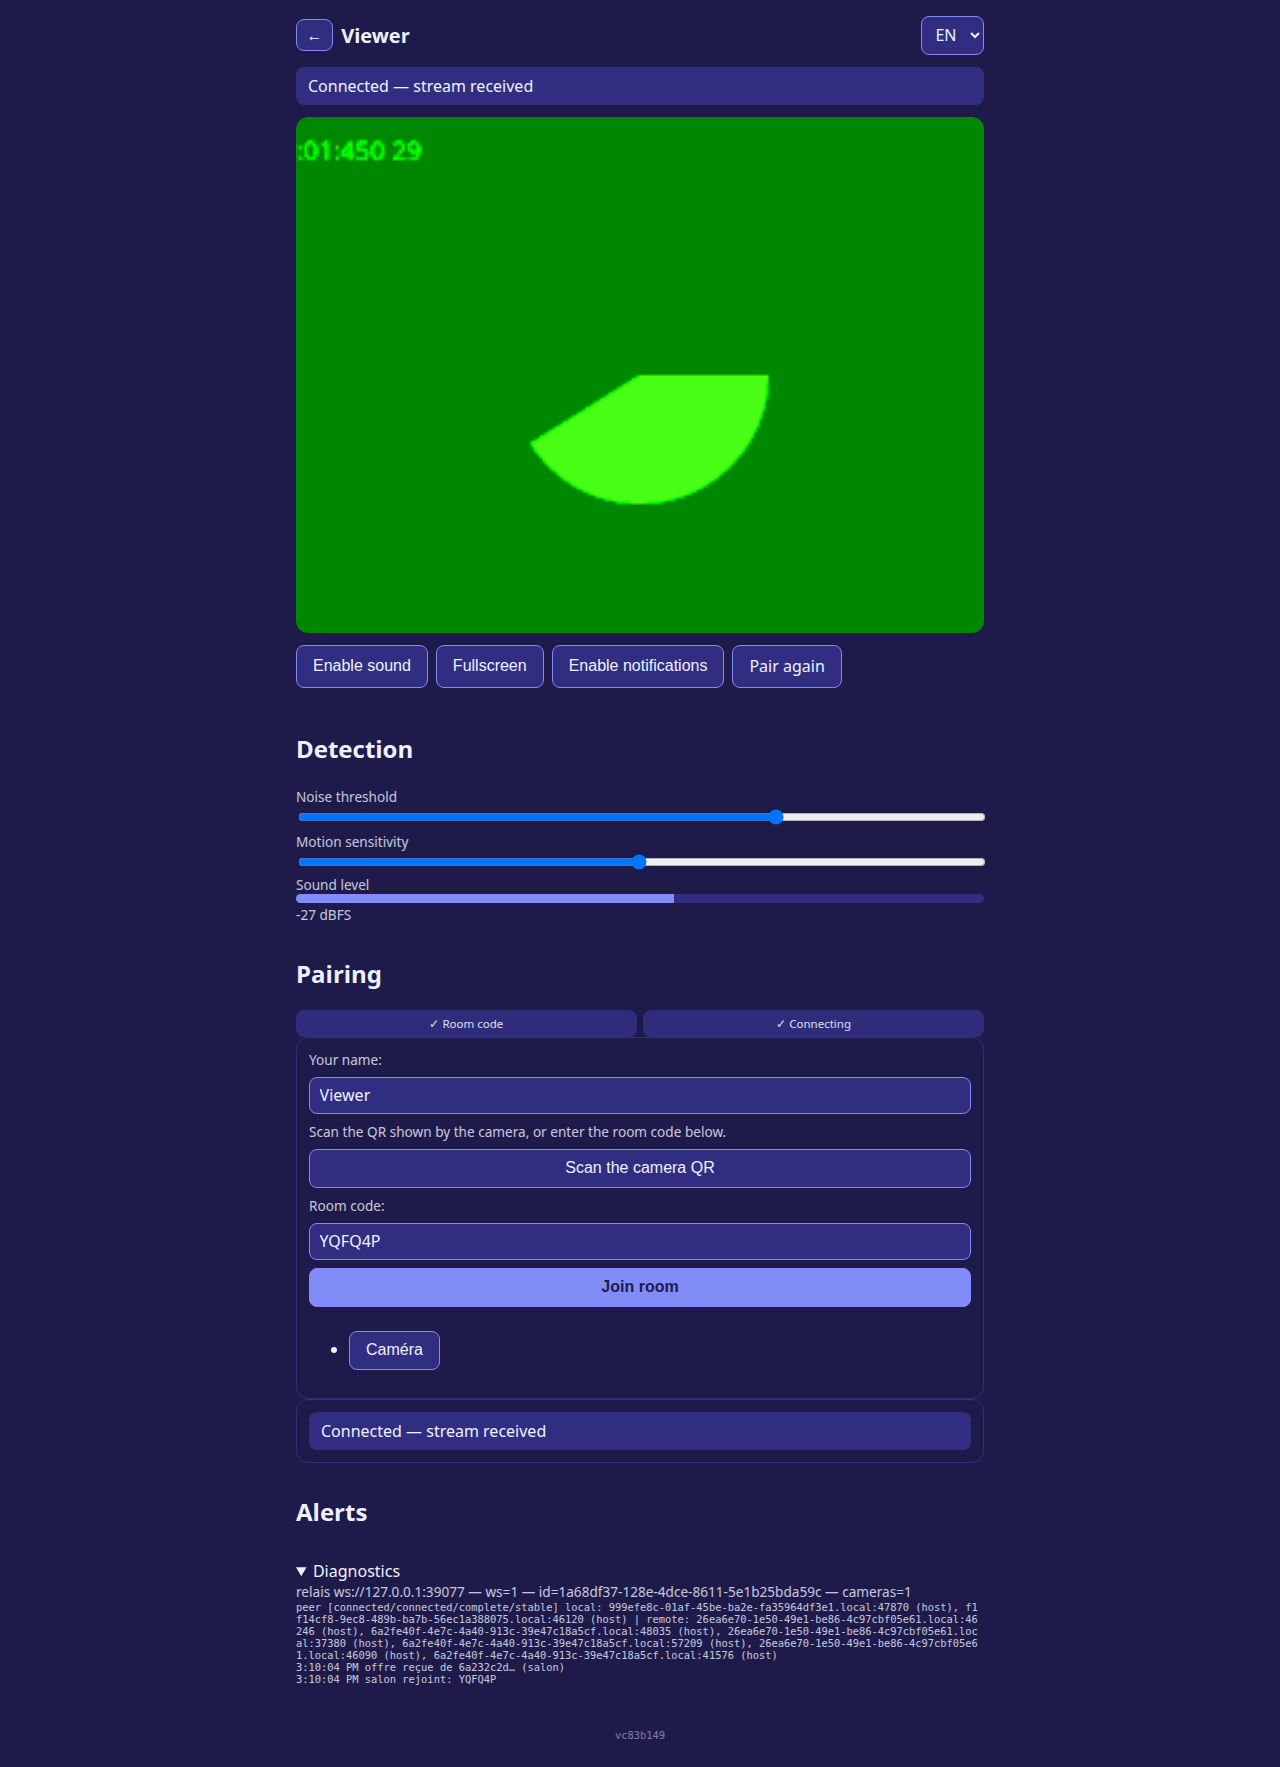 ← Viewer EN
Connected — stream received
:01:450 29
Enable sound Fullscreen Enable notifications Pair again
Detection
Noise threshold
Motion sensitivity
Sound level
-27 dBFS
Pairing
✓ Room code ✓ Connecting
Your name:
Viewer
Scan the QR shown by the camera, or enter the room code below.
Scan the camera QR
Room code:
YQFQ4P
Join room
• Caméra
Connected — stream received
Alerts
▼ Diagnostics
relais ws://127.0.0.1:39077 — ws=1 — id=1a68df37-128e-4dce-8611-5e1b25bda59c — cameras=1
peer [connected/connected/complete/stable] local: 999efe8c-01af-45be-ba2e-fa35964df3e1.local:47870 (host), f1
f14cf8-9ec8-489b-ba7b-56ec1a388075.local:46120 (host) | remote: 26ea6e70-1e50-49e1-be86-4c97cbf05e61.local:46
246 (host), 6a2fe40f-4e7c-4a40-913c-39e47c18a5cf.local:48035 (host), 26ea6e70-1e50-49e1-be86-4c97cbf05e61.loc
al:37380 (host), 6a2fe40f-4e7c-4a40-913c-39e47c18a5cf.local:57209 (host), 26ea6e70-1e50-49e1-be86-4c97cbf05e6
1.local:46090 (host), 6a2fe40f-4e7c-4a40-913c-39e47c18a5cf.local:41576 (host)
3:10:04 PM offre reçue de 6a232c2d… (salon)
3:10:04 PM salon rejoint: YQFQ4P
vc83b149